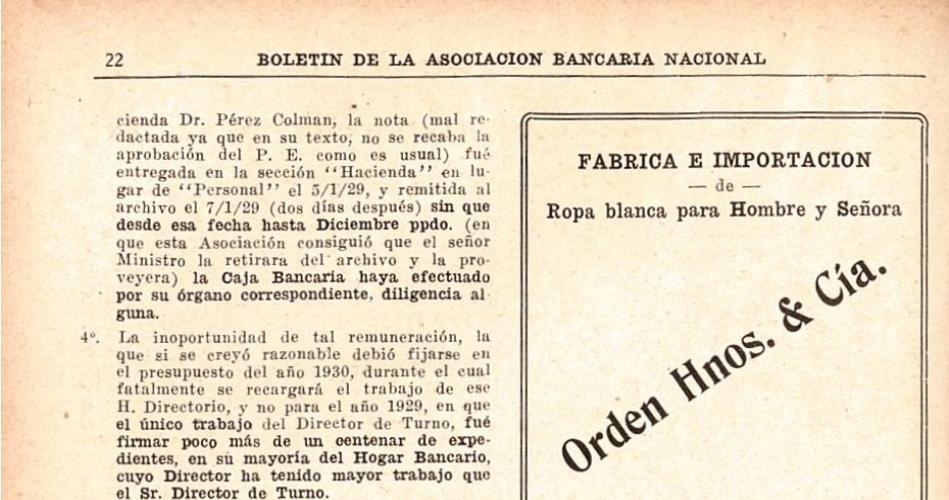 22
BOLETIN DE LA ASOCIACION BANCARIA NACIONAL
cienda Dr. Pérez Colman, la nota (mal re-
dactada ya que en su texto, no se recaba la
aprobación del P. E. como es usual) fué
entregada en la sección ‘‘Hacienda’’ en lu-
gar de ‘‘Personal’’ el 5/1/29, y remitida al
archivo el 7/1/29 (dos días después) sin que
desde esa fecha hasta Diciembre ppdo. (en
que esta Asociación consiguió que el señor
Ministro la retirara del archivo y la pro-
veyera) la Caja Bancaria haya efectuado
por su órgano correspondiente, diligencia al
guna.
4º. La inoportunidad de tal remuneración, la
que si se creyó razonable debió fijarse en
el presupuesto del año 1930, durante el cual
fatalmente se recargará el trabajo de ese
H. Directorio, y no para el año 1929, en que
el único trabajo del Director de Turno, fué
firmar poco más de un centenar de expe-
dientes, en su mayoría del Hogar Bancario,
cuyo Director ha tenido mayor trabajo que
el Sr. Director de Turno.
FABRICA E IMPORTACION
— de —
Ropa blanca para Hombre y Señora
Orden Hnos. & Cía.